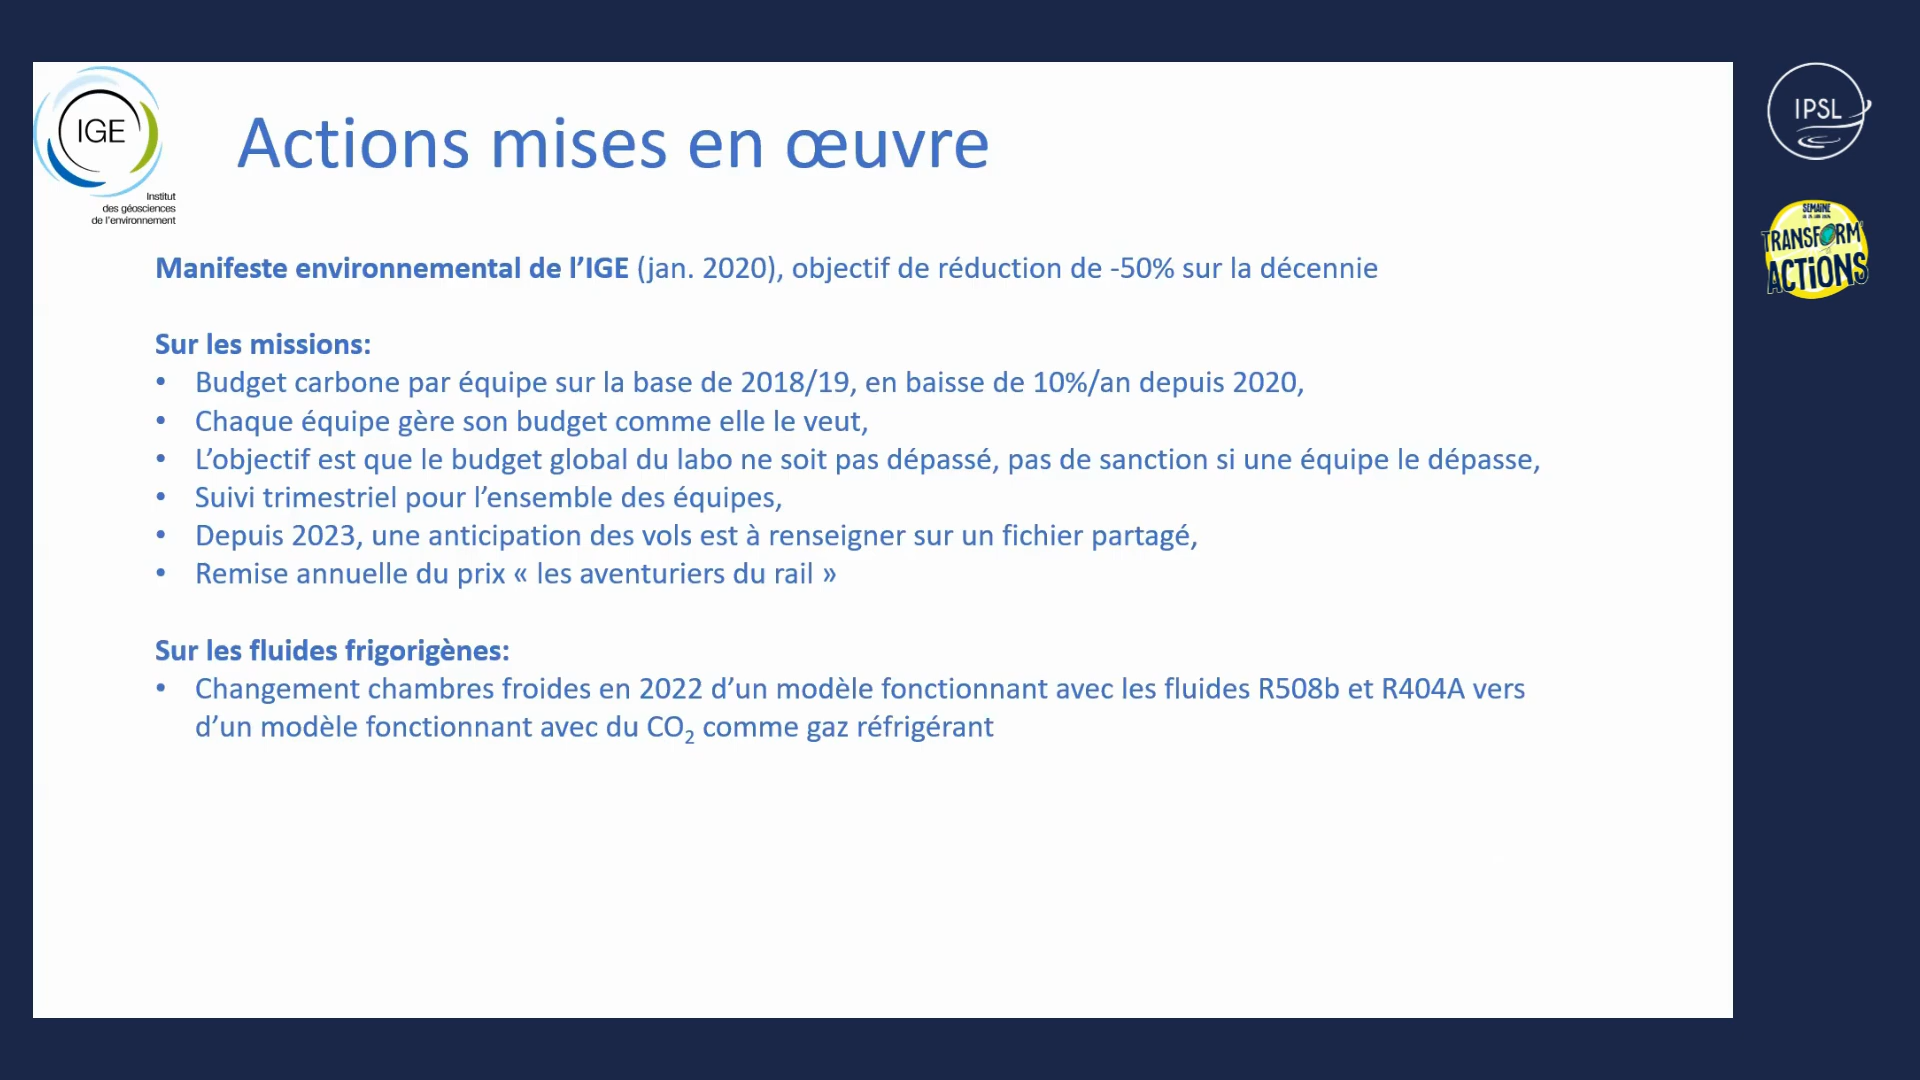 IGE
Institut
des géosciences
de l'environnement
Actions mises en œuvre
Manifeste environnemental de l’IGE (jan. 2020), objectif de réduction de -50% sur la décennie
Sur les missions:
• Budget carbone par équipe sur la base de 2018/19, en baisse de 10%/an depuis 2020,
• Chaque équipe gère son budget comme elle le veut,
• L’objectif est que le budget global du labo ne soit pas dépassé, pas de sanction si une équipe le dépasse,
• Suivi trimestriel pour l’ensemble des équipes,
• Depuis 2023, une anticipation des vols est à renseigner sur un fichier partagé,
• Remise annuelle du prix « les aventuriers du rail »
Sur les fluides frigorigènes:
• Changement chambres froides en 2022 d’un modèle fonctionnant avec les fluides R508b et R404A vers
d’un modèle fonctionnant avec du CO₂ comme gaz réfrigérant
IPSL
SEMAINE
TRANSFORM'
ACTIONS